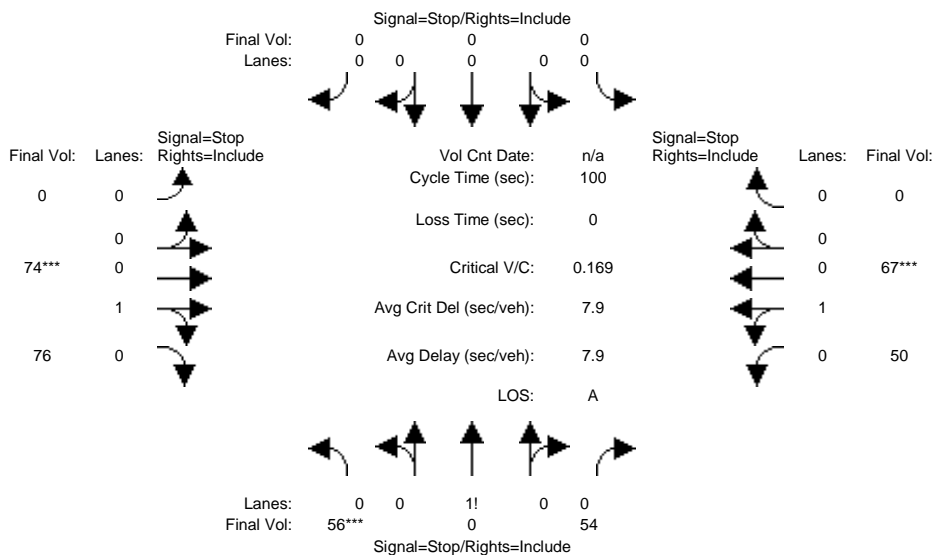 Signal=Stop/Rights=Include
Final Vol: 0 0 0
Lanes: 0 0 0 0 0
Signal=Stop Signal=Stop
Final Vol: Lanes: Rights=Include Vol Cnt Date: n/a Rights=Include Lanes: Final Vol:
Cycle Time (sec): 100
0 0 0 0
Loss Time (sec): 0
0 0
74*** 0 Critical V/C: 0.169 0 67***
1 Avg Crit Del (sec/veh): 7.9 1
76 0 Avg Delay (sec/veh): 7.9 0 50
LOS: A
Lanes: 0 0 1! 0 0
Final Vol: 56*** 0 54
Signal=Stop/Rights=Include